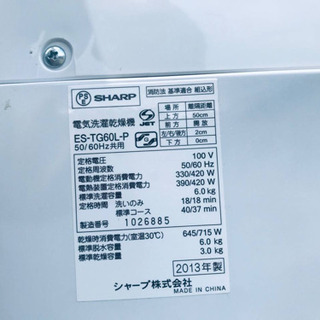 PS E
SHARP
消防法 基準適合 組込形
電気洗濯乾燥機
JET
ES-TG60L-P
50/60Hz共用
場所 離隔距離
上方 50cm
前方 開放
左/右/後方 2cm
下方 0cm
定格電圧 100 V
定格周波数 50/60 Hz
電動機定格消費電力 330/420 W
電熱装置定格消費電力 390/420 W
標準洗濯容量 6.0kg
標準時間 洗いのみ 18/18 min
標準コース 40/37 min
製造番号 1026885
乾燥時消費電力(室温30℃) 645/715 W
標準脱水容量 6.0 kg
標準乾燥容量 3.0 kg
2013年製
シャープ株式会社
MADE IN CHINA